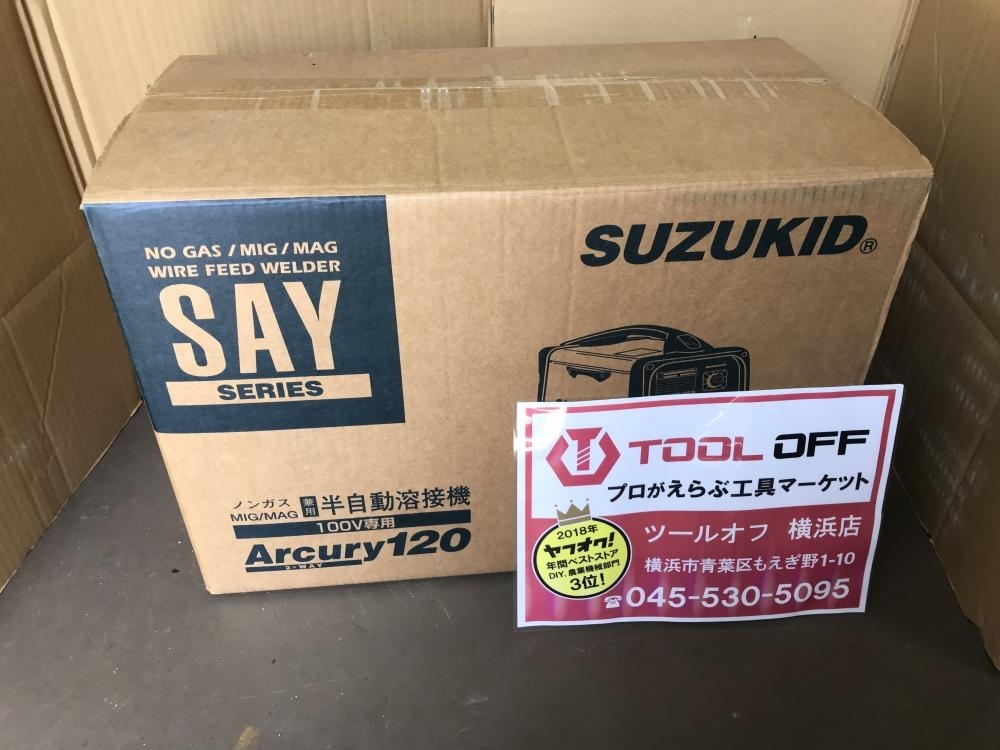 NO GAS / MIG / MAG
WIRE FEED WELDER
SAY
SERIES
SUZUKID®
ノンガス
MIG/MAG
兼用
半自動溶接機
100V専用
Arcury120
2-WAY
T
TOOL OFF
プロがえらぶ工具マーケット
2018年
ヤフオク!
年間ベストストア
DIY、農業機械部門
3位!
ツールオフ 横浜店
横浜市青葉区もえぎ野1-10
☎045-530-5095